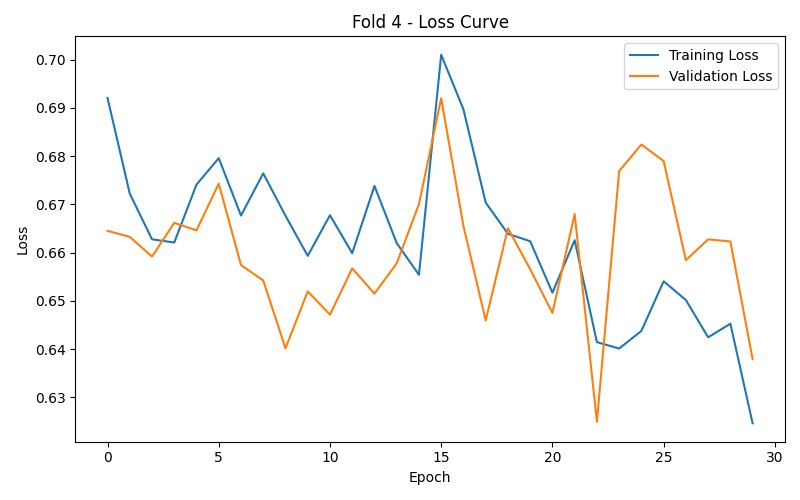 Fold 4 - Loss Curve
Training Loss
Validation Loss
0.70
0.69
0.68
0.67
0.66
0.65
0.64
0.63
Loss
0 5 10 15 20 25 30
Epoch